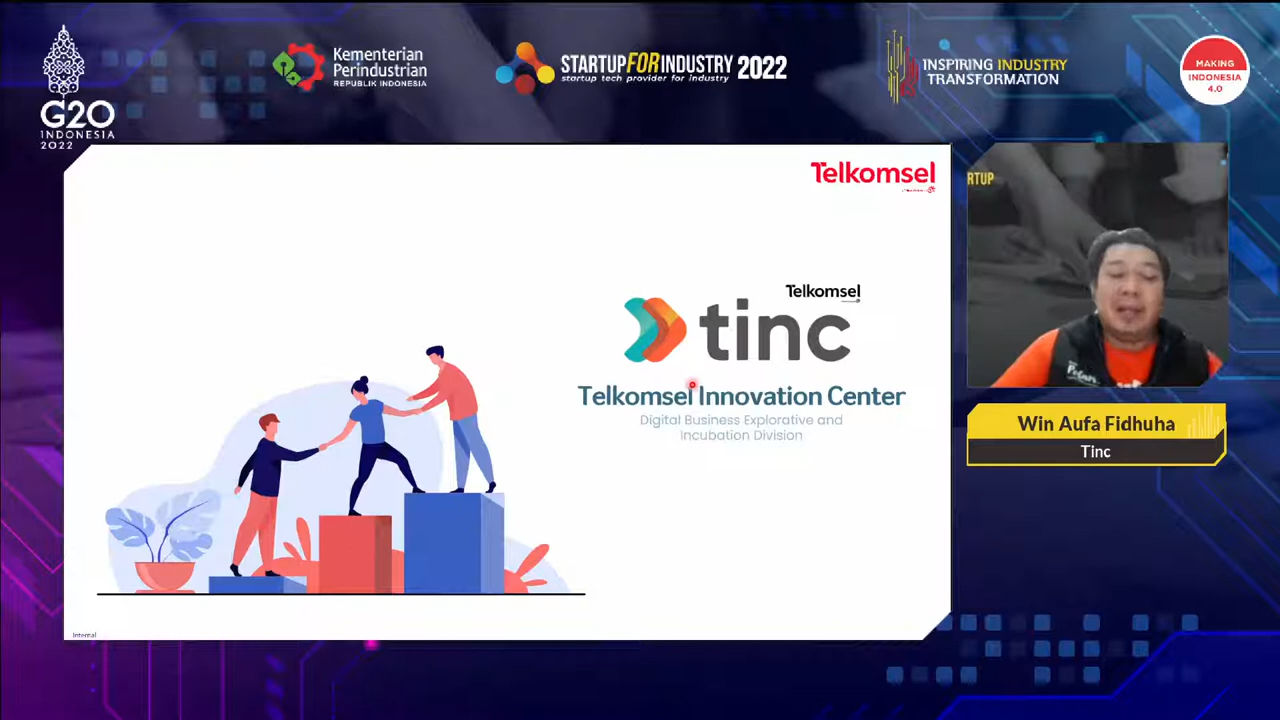 G20
INDONESIA
2022
Kementerian
Perindustrian
REPUBLIK INDONESIA
STARTUPFORINDUSTRY 2022
startup tech provider for industry
INSPIRING INDUSTRY
TRANSFORMATION
MAKING
INDONESIA
4.0
Telkomsel
Telkomsel
tinc
Telkomsel Innovation Center
Digital Business Explorative and
Incubation Division
Internal
RTUP
Win Aufa Fidhuha
Tinc